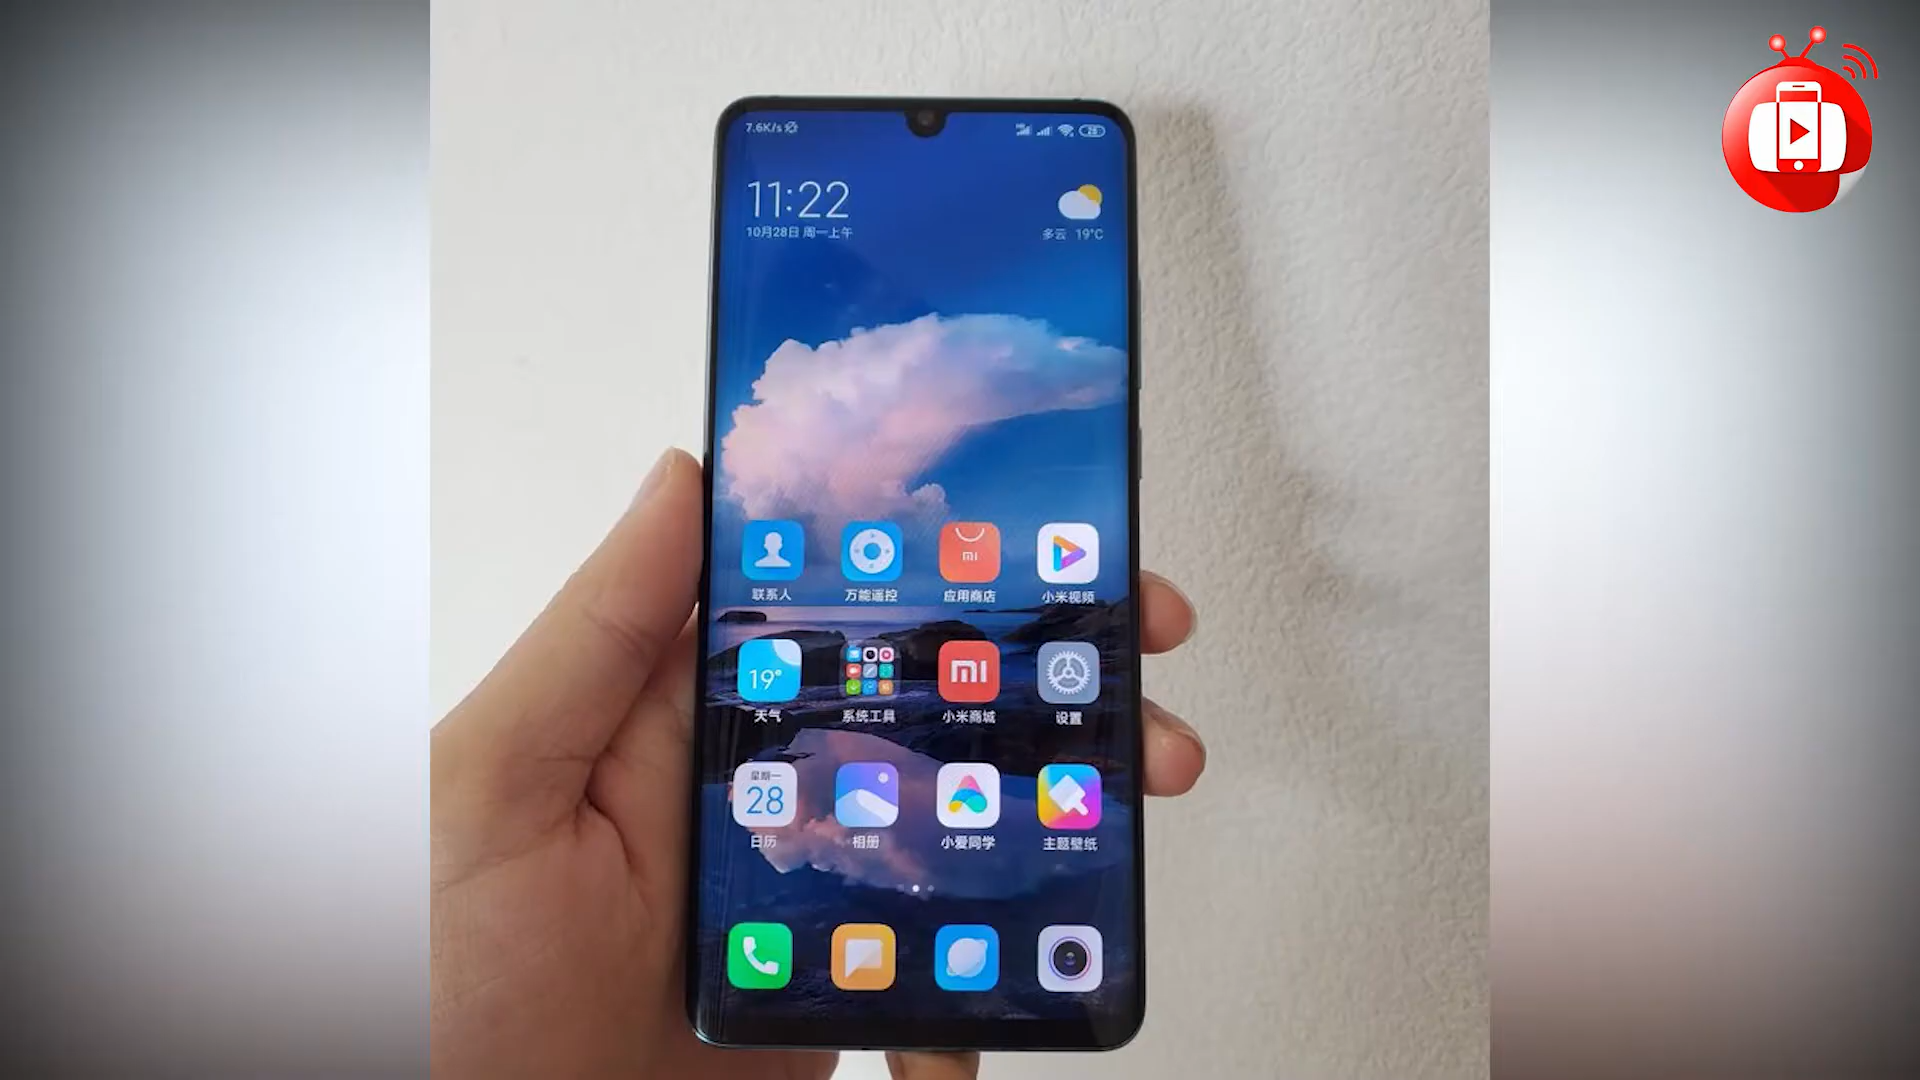 7.6K/s
28
11:22
10月28日 周一上午
多云 19°C
mi
联系人 万能遥控 应用商店 小米视频
19°
mi
天气 系统工具 小米商城 设置
星期一
28
日历 相册 小爱同学 主题壁纸